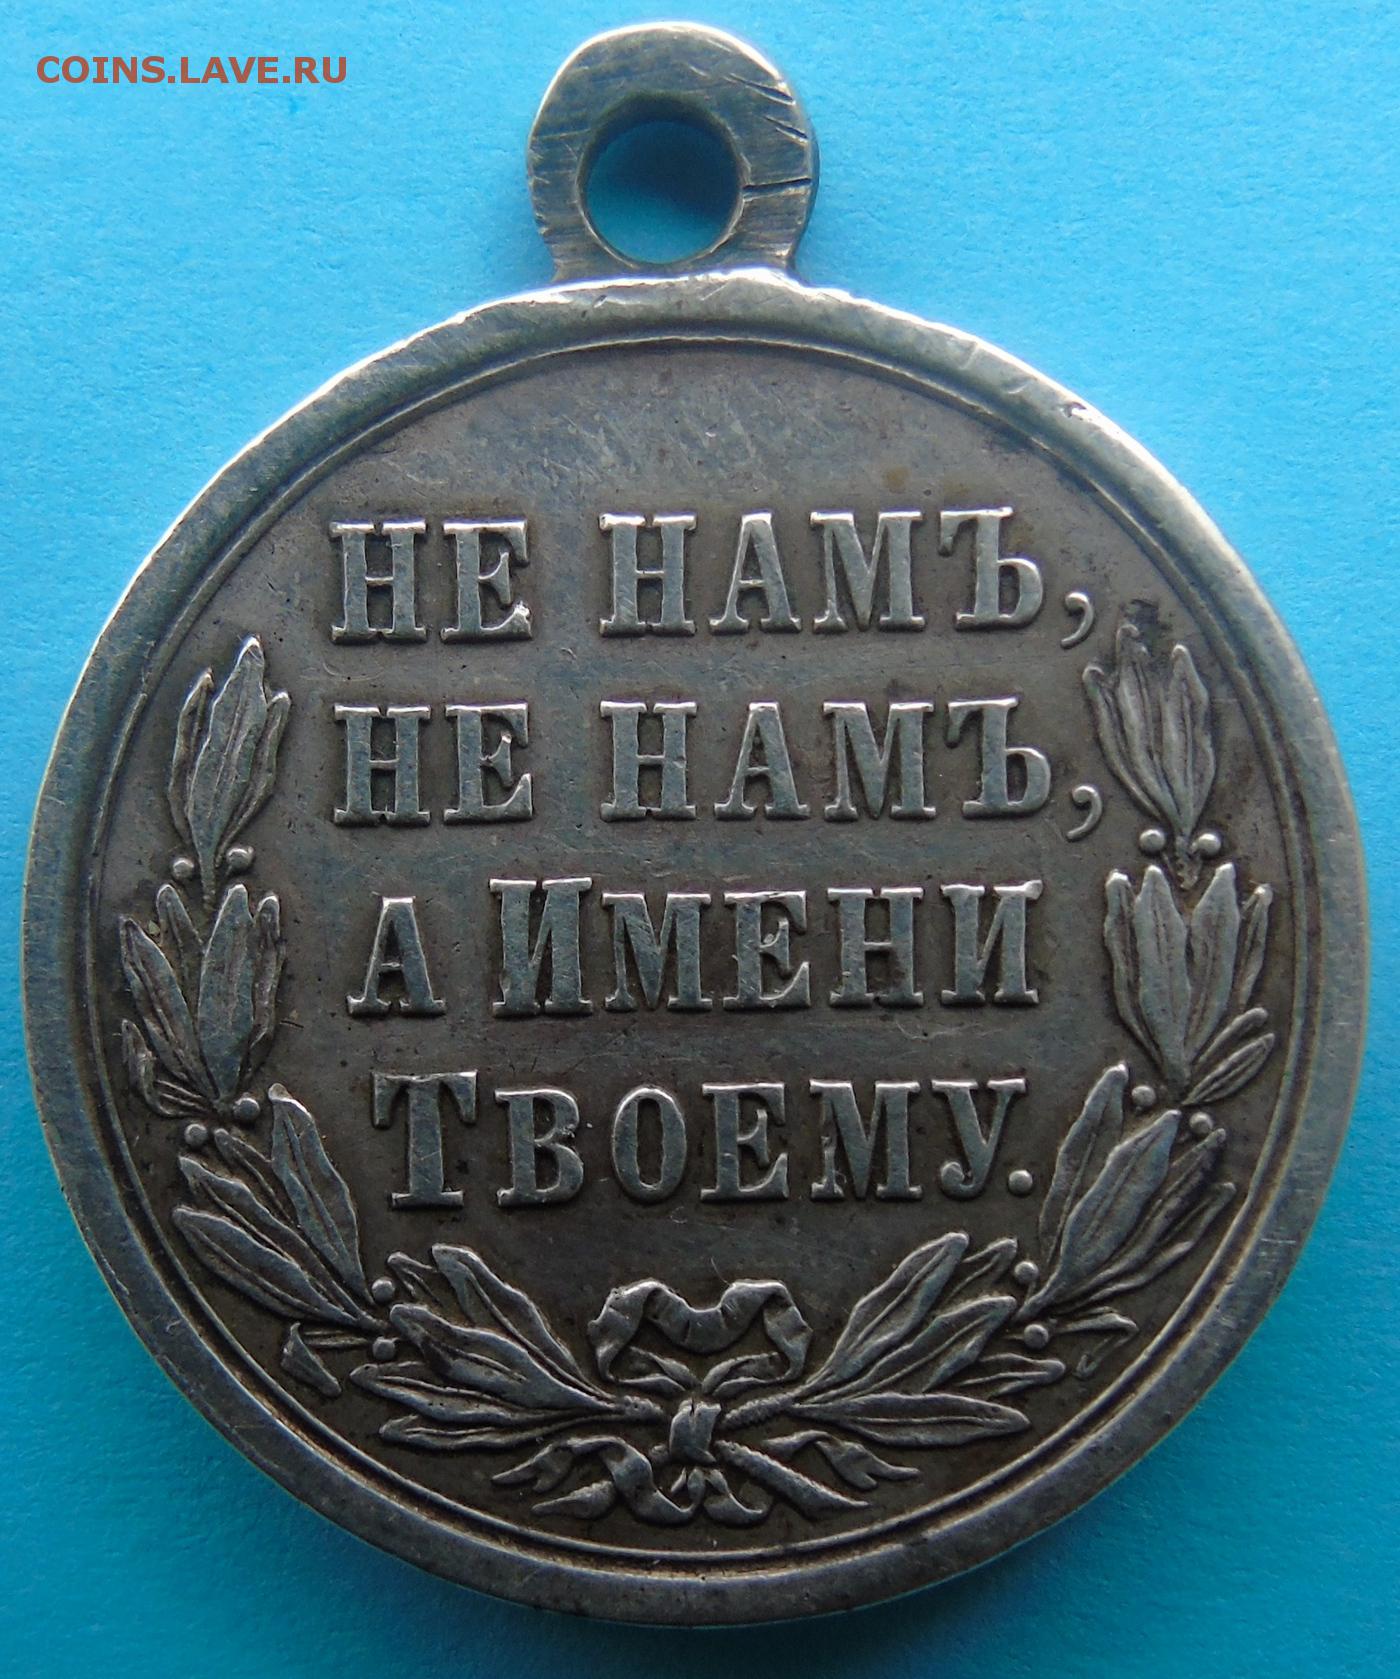 COINS.LAVE.RU
НЕ НАМЪ,
НЕ НАМЪ,
А ИМЕНИ
ТВОЕМУ.